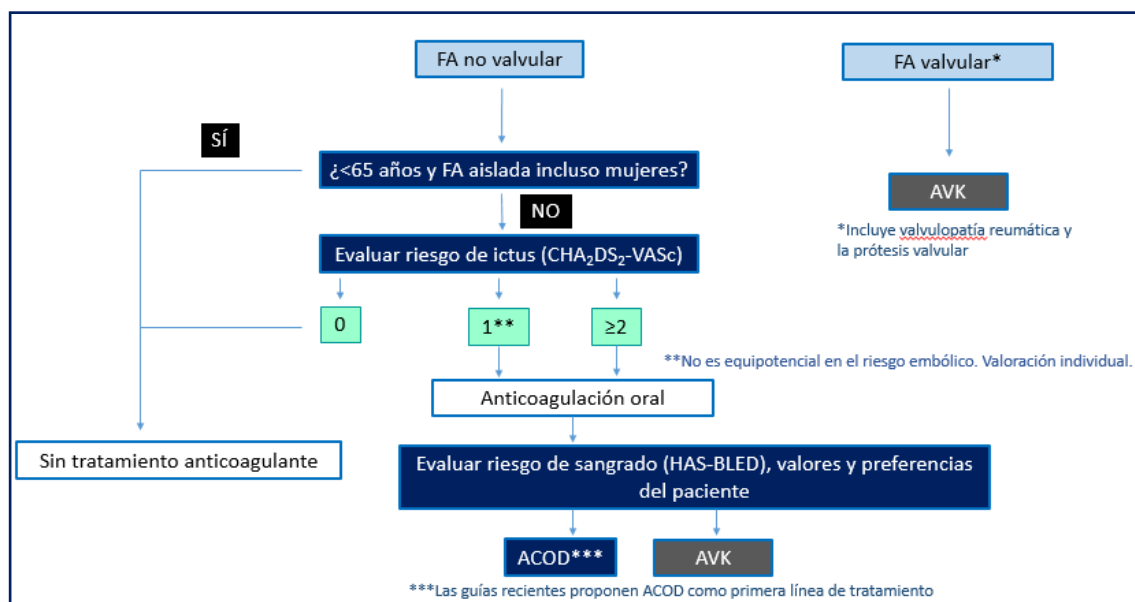 FA no valvular
FA valvular*
SÍ
¿<65 años y FA aislada incluso mujeres?
AVK
NO
*Incluye valvulopatía reumática y
la prótesis valvular
Evaluar riesgo de ictus (CHA₂DS₂-VASc)
0
1**
≥2
**No es equipotencial en el riesgo embólico. Valoración individual.
Anticoagulación oral
Sin tratamiento anticoagulante
Evaluar riesgo de sangrado (HAS-BLED), valores y preferencias
del paciente
ACOD***
AVK
***Las guías recientes proponen ACOD como primera línea de tratamiento